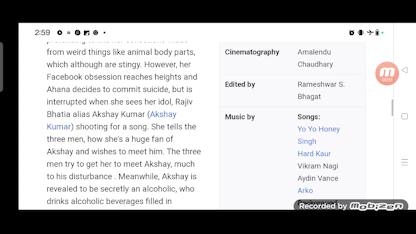 2:59
from weird things like animal body parts,
which although are stingy. However, her
Facebook obsession reaches heights and
Ahana decides to commit suicide, but is
interrupted when she sees her idol, Rajiv
Bhatia alias Akshay Kumar (Akshay
Kumar) shooting for a song. She tells the
three men, how she's a huge fan of
Akshay and wishes to meet him. The three
men try to get her to meet Akshay, much
to his disturbance . Meanwhile, Akshay is
revealed to be secretly an alcoholic, who
drinks alcoholic beverages filled in
Cinematography
Amalendu
Chaudhary
Edited by
Rameshwar S.
Bhagat
Music by
Songs:
Yo Yo Honey
Singh
Hard Kaur
Vikram Nagi
Aydin Vance
Arko
Recorded by MOBIZEN